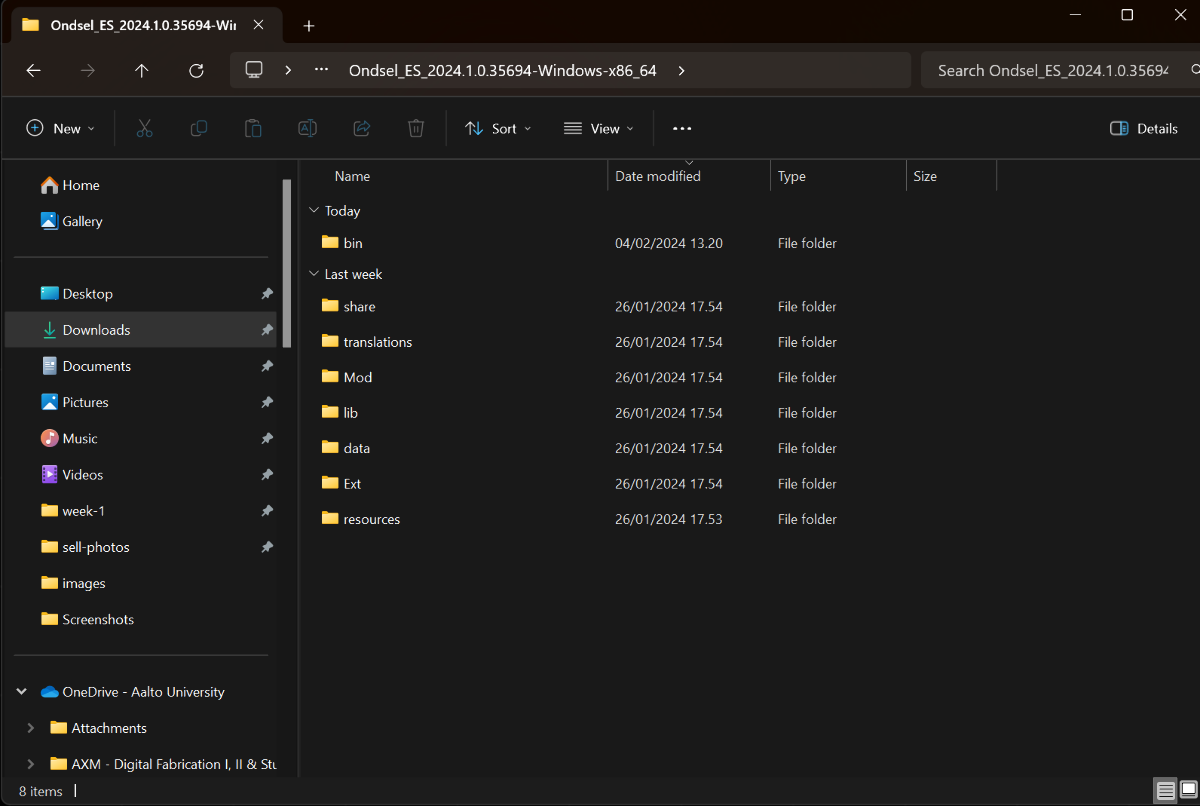 Ondsel_ES_2024.1.0.35694-Wi
Ondsel_ES_2024.1.0.35694-Windows-x86_64
Search Ondsel_ES_2024.1.0.35694
New
Sort
View
Details
Home
Gallery
Desktop
Downloads
Documents
Pictures
Music
Videos
week-1
sell-photos
images
Screenshots
OneDrive - Aalto University
Attachments
AXM - Digital Fabrication I, II & Stu
Name Date modified Type Size
Today
bin 04/02/2024 13.20 File folder
Last week
share 26/01/2024 17.54 File folder
translations 26/01/2024 17.54 File folder
Mod 26/01/2024 17.54 File folder
lib 26/01/2024 17.54 File folder
data 26/01/2024 17.54 File folder
Ext 26/01/2024 17.54 File folder
resources 26/01/2024 17.53 File folder
8 items